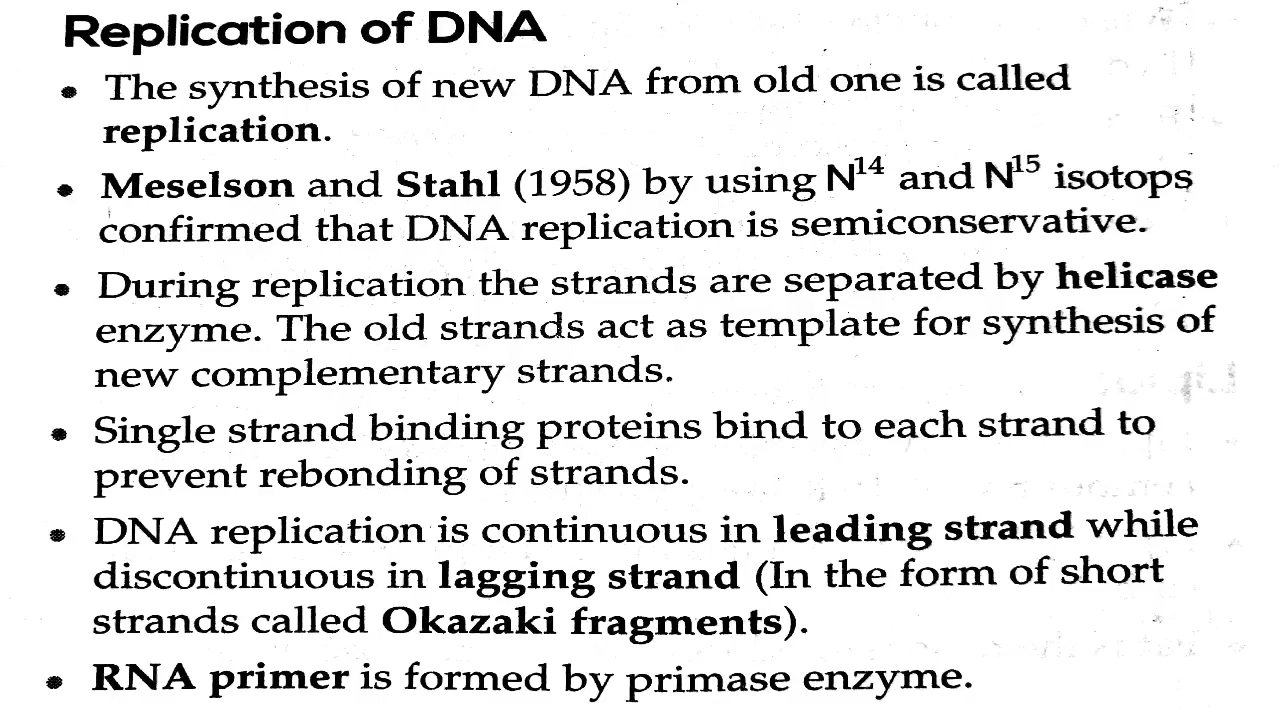 Replication of DNA
• The synthesis of new DNA from old one is called
replication.
• Meselson and Stahl (1958) by using N¹⁴ and N¹⁵ isotops
confirmed that DNA replication is semiconservative.
• During replication the strands are separated by helicase
enzyme. The old strands act as template for synthesis of
new complementary strands.
• Single strand binding proteins bind to each strand to
prevent rebonding of strands.
• DNA replication is continuous in leading strand while
discontinuous in lagging strand (In the form of short
strands called Okazaki fragments).
• RNA primer is formed by primase enzyme.